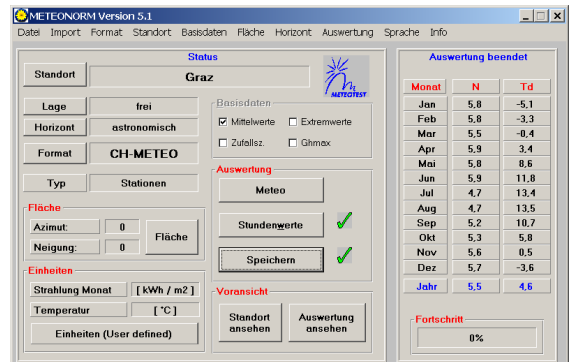 METEONORM Version 5.1
Datei Import Format Standort Basisdaten Fläche Horizont Auswertung Sprache Info
Status
Standort Graz
METEOTEST
Lage frei
Horizont astronomisch
Format CH-METEO
Typ Stationen
Fläche
Azimut: 0
Neigung: 0
Fläche
Einheiten
Strahlung Monat [ kWh / m2 ]
Temperatur [ °C ]
Einheiten (User defined)
Basisdaten
Mittelwerte Extremwerte
Zufallsz. Ghmax
Auswertung
Meteo
Stundenwerte
Speichern
Voransicht
Standort ansehen
Auswertung ansehen
Auswertung beendet
Monat N Td
Jan 5,8 -5,1
Feb 5,8 -3,3
Mar 5,5 -0,4
Apr 5,9 3,4
Mai 5,8 8,6
Jun 5,9 11,8
Jul 4,7 13,4
Aug 4,7 13,5
Sep 5,2 10,7
Okt 5,3 5,8
Nov 5,6 0,5
Dez 5,7 -3,6
Jahr 5,5 4,6
Fortschritt
0%